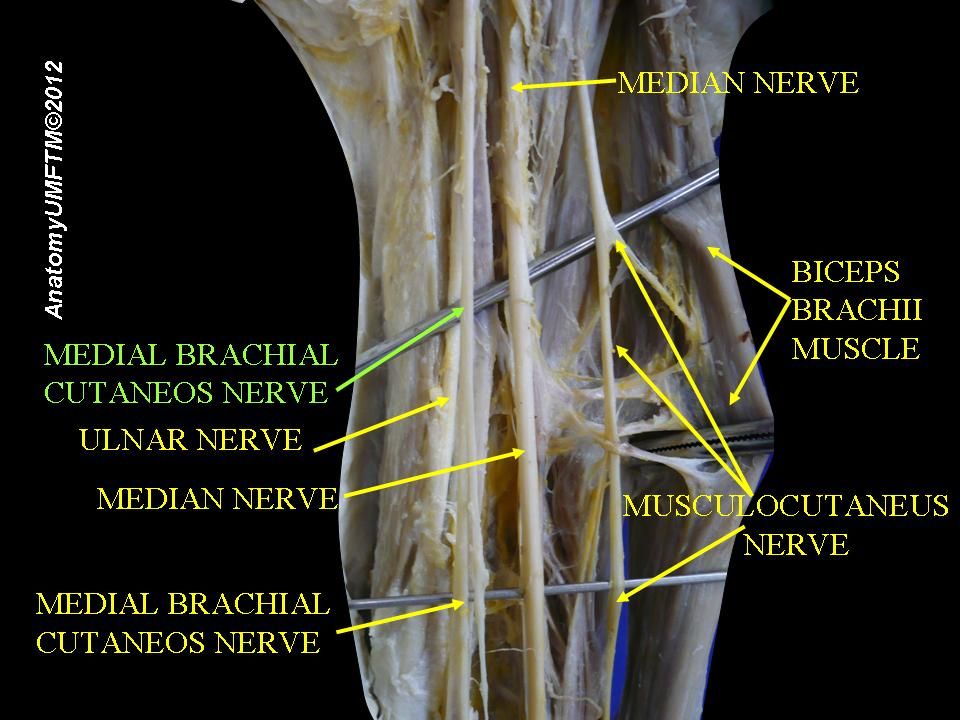 AnatomyUMFTM©2012
MEDIAN NERVE
BICEPS
BRACHII
MUSCLE
MEDIAL BRACHIAL
CUTANEOS NERVE
ULNAR NERVE
MEDIAN NERVE
MUSCULOCUTANEUS
NERVE
MEDIAL BRACHIAL
CUTANEOS NERVE